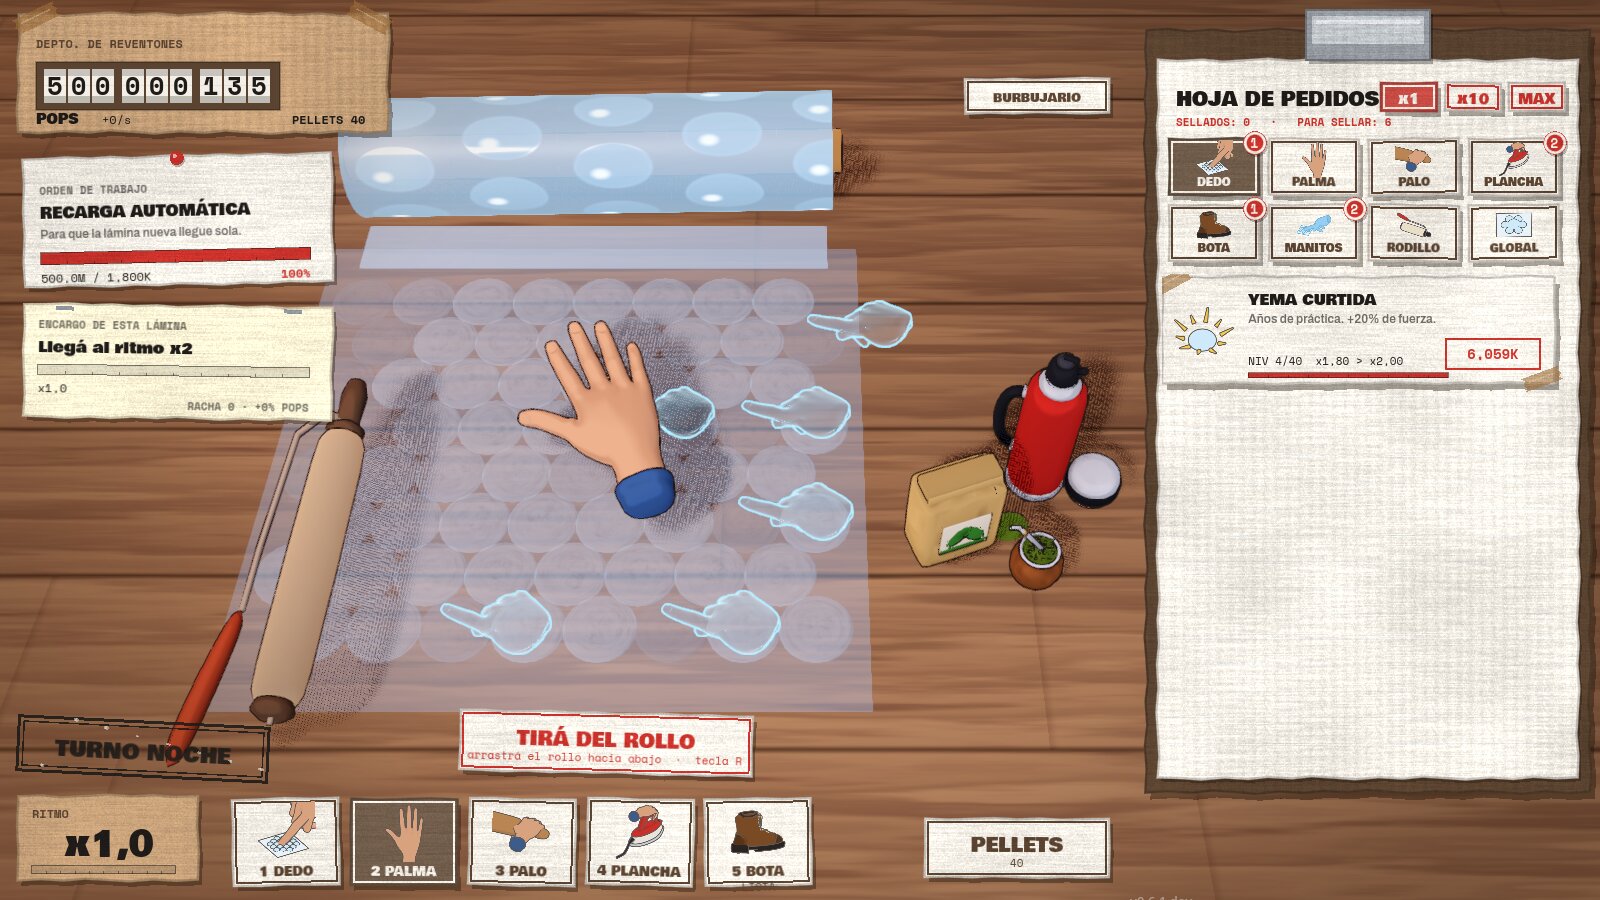 DEPTO. DE REVENTONES
500 000 135
POPS +0/s PELLETS 40
ORDEN DE TRABAJO
RECARGA AUTOMÁTICA
Para que la lámina nueva llegue sola.
500.0M / 1.800K 100%
ENCARGO DE ESTA LÁMINA
Llegá al ritmo x2
x1,0
RACHA 0 · +0% POPS
TURNO NOCHE
RITMO
x1,0
TIRÁ DEL ROLLO
arrastrá el rollo hacia abajo · tecla R
1 DEDO
2 PALMA
3 PALO
4 PLANCHA
5 BOTA
PELLETS
40
BURBUJARIO
HOJA DE PEDIDOS x1 x10 MAX
SELLADOS: 0 · PARA SELLAR: 6
DEDO 1
PALMA
PALO
PLANCHA 2
BOTA 1
MANITOS 2
RODILLO
GLOBAL
YEMA CURTIDA
Años de práctica. +20% de fuerza.
NIV 4/40 x1,80 > x2,00
6.059K